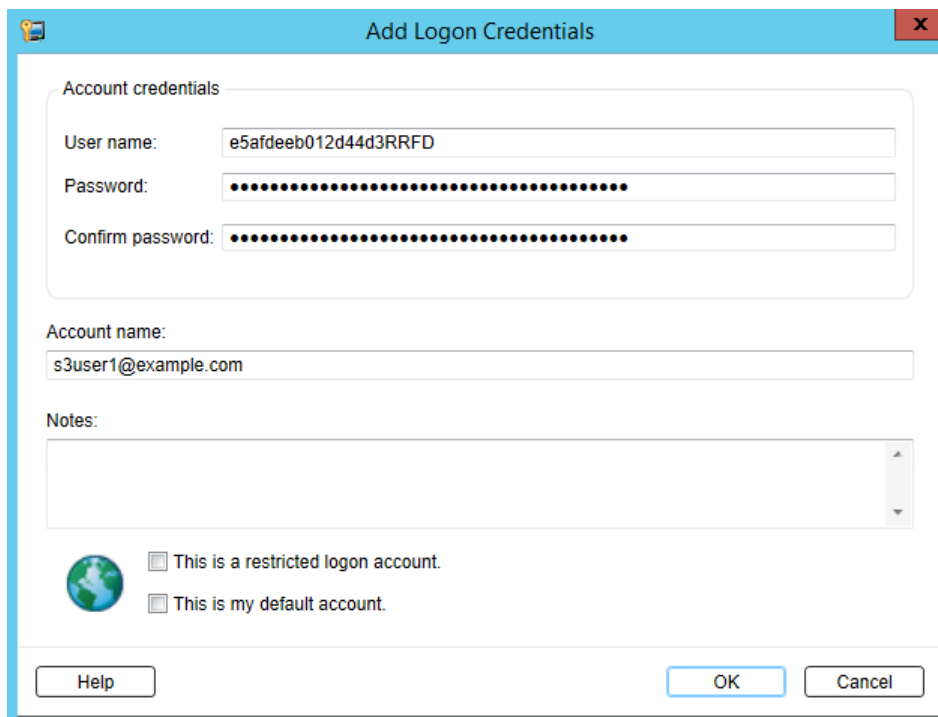 Add Logon Credentials
x
Account credentials
User name: e5afdeeb012d44d3RRFD
Password: ••••••••••••••••••••••••••••••••••••••••
Confirm password: ••••••••••••••••••••••••••••••••••••••••
Account name:
s3user1@example.com
Notes:
This is a restricted logon account.
This is my default account.
Help OK Cancel